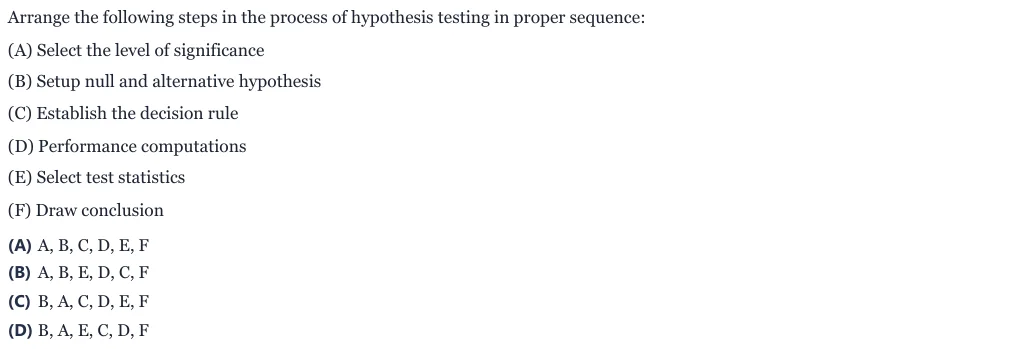 Arrange the following steps in the process of hypothesis testing in proper sequence:
(A) Select the level of significance
(B) Setup null and alternative hypothesis
(C) Establish the decision rule
(D) Performance computations
(E) Select test statistics
(F) Draw conclusion
(A) A, B, C, D, E, F
(B) A, B, E, D, C, F
(C) B, A, C, D, E, F
(D) B, A, E, C, D, F